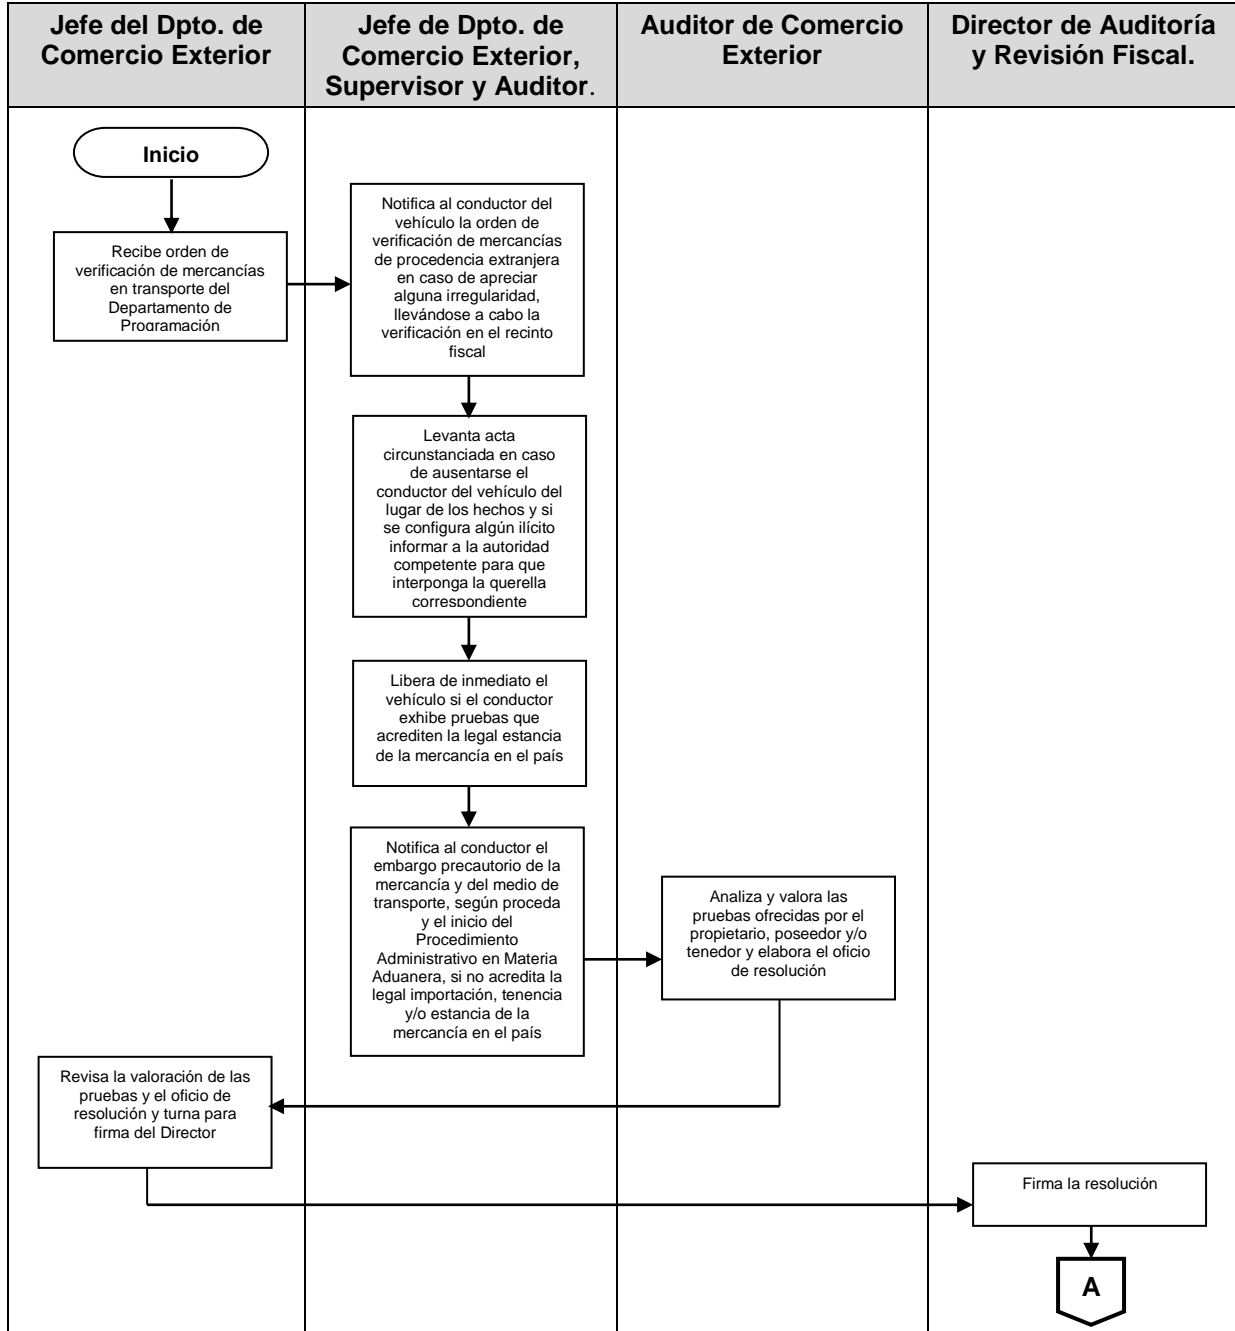 Jefe del Dpto. de
Comercio Exterior
Jefe de Dpto. de
Comercio Exterior,
Supervisor y Auditor.
Auditor de Comercio
Exterior
Director de Auditoría
y Revisión Fiscal.
Inicio
Recibe orden de
verificación de mercancías
en transporte del
Departamento de
Programación
Notifica al conductor del
vehículo la orden de
verificación de mercancías
de procedencia extranjera
en caso de apreciar
alguna irregularidad,
llevándose a cabo la
verificación en el recinto
fiscal
Levanta acta
circunstanciada en caso
de ausentarse el
conductor del vehículo del
lugar de los hechos y si
se configura algún ilícito
informar a la autoridad
competente para que
interponga la querella
correspondiente
Libera de inmediato el
vehículo si el conductor
exhibe pruebas que
acrediten la legal estancia
de la mercancía en el país
Notifica al conductor el
embargo precautorio de la
mercancía y del medio de
transporte, según proceda
y el inicio del
Procedimiento
Administrativo en Materia
Aduanera, si no acredita la
legal importación, tenencia
y/o estancia de la
mercancía en el país
Analiza y valora las
pruebas ofrecidas por el
propietario, poseedor y/o
tenedor y elabora el oficio
de resolución
Revisa la valoración de las
pruebas y el oficio de
resolución y turna para
firma del Director
Firma la resolución
A